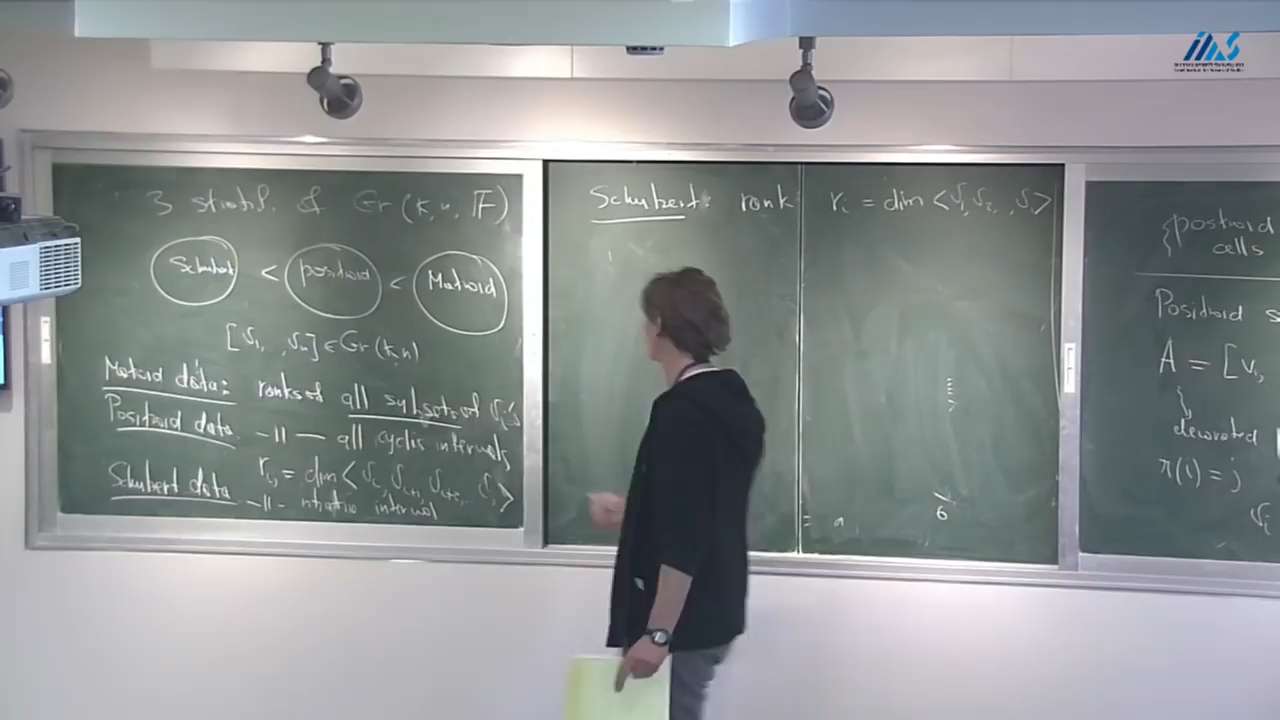 3 stratif. of Gr(k, n, F)
Schubert < positroid < Matroid
[v₁, , vₙ] ∈ Gr(k, n)
Matroid data: ranks of all subsets of vᵢ's
Positroid data —||— all cyclic intervals
rᵢⱼ = dim < vᵢ vᵢ₊₁ vᵢ₊₂ .. vⱼ >
Schubert data —||— interval
Schubert: rank rᵢ = dim < v₁, v₂, , vᵢ >
= a
6
{positroid
cells
Positroid s
A = [v₁,
decorated
π(i) = j
vᵢ